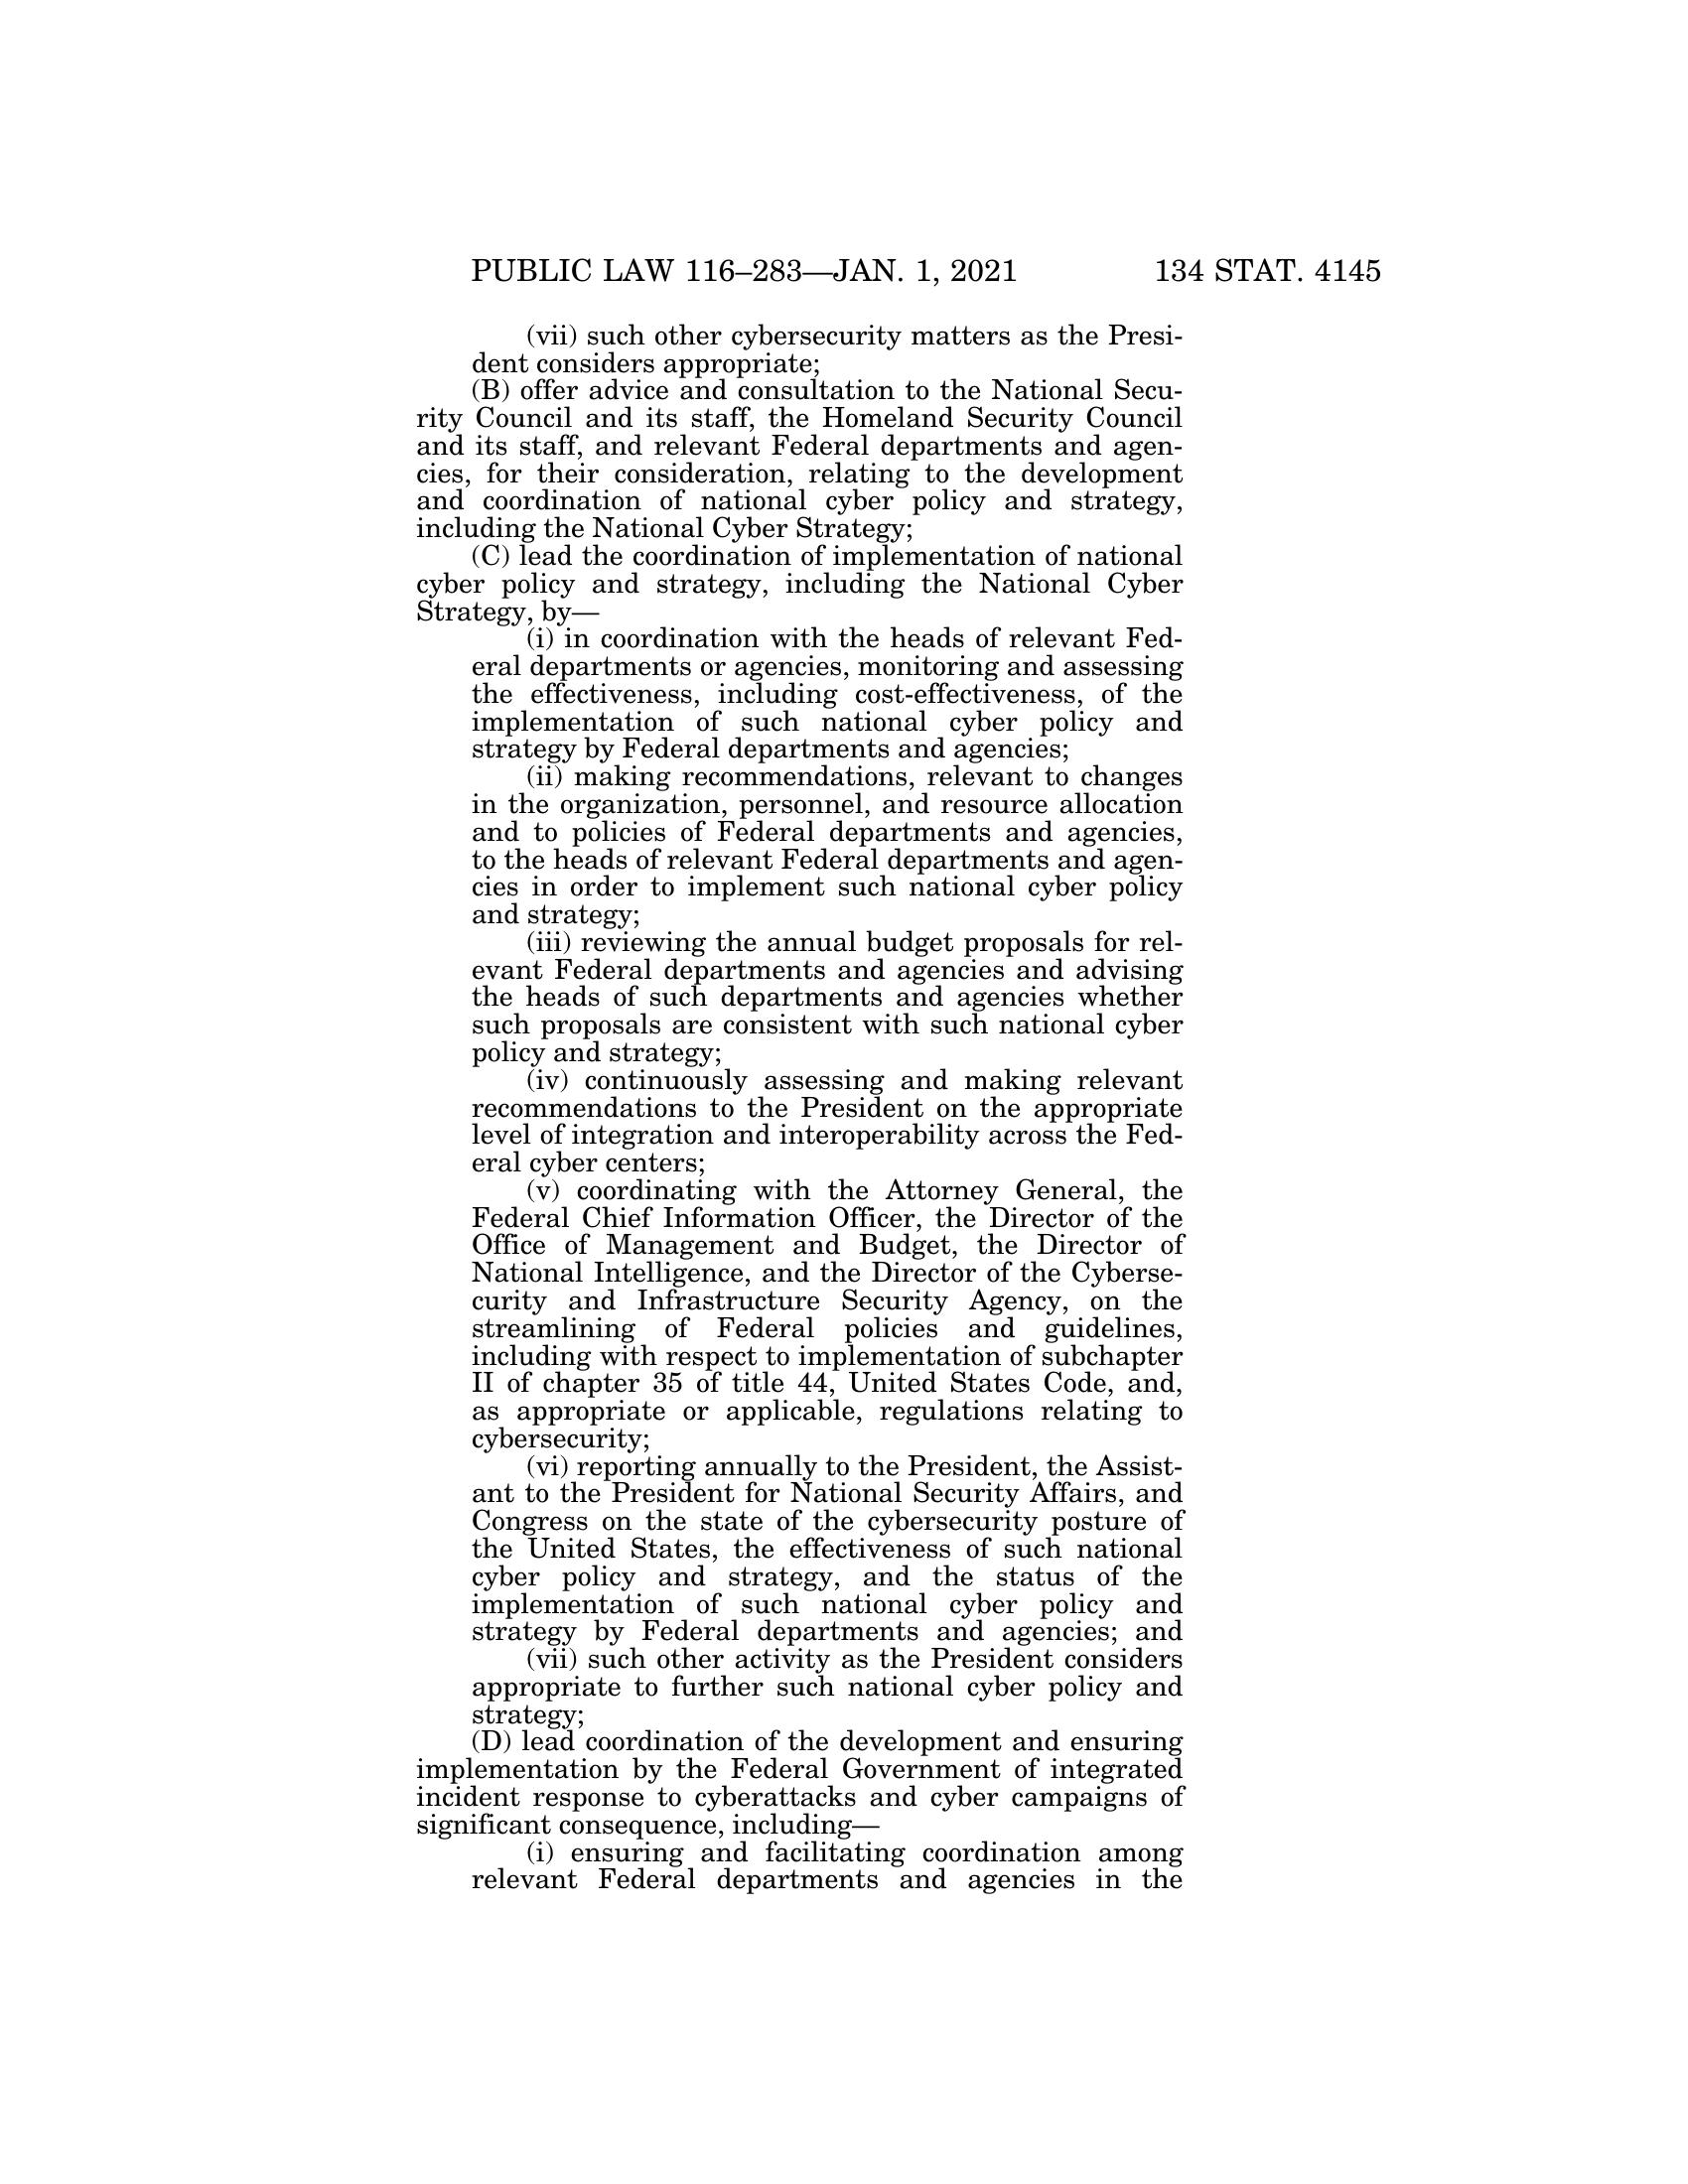 PUBLIC LAW 116–283—JAN. 1, 2021 134 STAT. 4145
(vii) such other cybersecurity matters as the Presi-
dent considers appropriate;
(B) offer advice and consultation to the National Secu-
rity Council and its staff, the Homeland Security Council
and its staff, and relevant Federal departments and agen-
cies, for their consideration, relating to the development
and coordination of national cyber policy and strategy,
including the National Cyber Strategy;
(C) lead the coordination of implementation of national
cyber policy and strategy, including the National Cyber
Strategy, by—
(i) in coordination with the heads of relevant Fed-
eral departments or agencies, monitoring and assessing
the effectiveness, including cost-effectiveness, of the
implementation of such national cyber policy and
strategy by Federal departments and agencies;
(ii) making recommendations, relevant to changes
in the organization, personnel, and resource allocation
and to policies of Federal departments and agencies,
to the heads of relevant Federal departments and agen-
cies in order to implement such national cyber policy
and strategy;
(iii) reviewing the annual budget proposals for rel-
evant Federal departments and agencies and advising
the heads of such departments and agencies whether
such proposals are consistent with such national cyber
policy and strategy;
(iv) continuously assessing and making relevant
recommendations to the President on the appropriate
level of integration and interoperability across the Fed-
eral cyber centers;
(v) coordinating with the Attorney General, the
Federal Chief Information Officer, the Director of the
Office of Management and Budget, the Director of
National Intelligence, and the Director of the Cyberse-
curity and Infrastructure Security Agency, on the
streamlining of Federal policies and guidelines,
including with respect to implementation of subchapter
II of chapter 35 of title 44, United States Code, and,
as appropriate or applicable, regulations relating to
cybersecurity;
(vi) reporting annually to the President, the Assist-
ant to the President for National Security Affairs, and
Congress on the state of the cybersecurity posture of
the United States, the effectiveness of such national
cyber policy and strategy, and the status of the
implementation of such national cyber policy and
strategy by Federal departments and agencies; and
(vii) such other activity as the President considers
appropriate to further such national cyber policy and
strategy;
(D) lead coordination of the development and ensuring
implementation by the Federal Government of integrated
incident response to cyberattacks and cyber campaigns of
significant consequence, including—
(i) ensuring and facilitating coordination among
relevant Federal departments and agencies in the